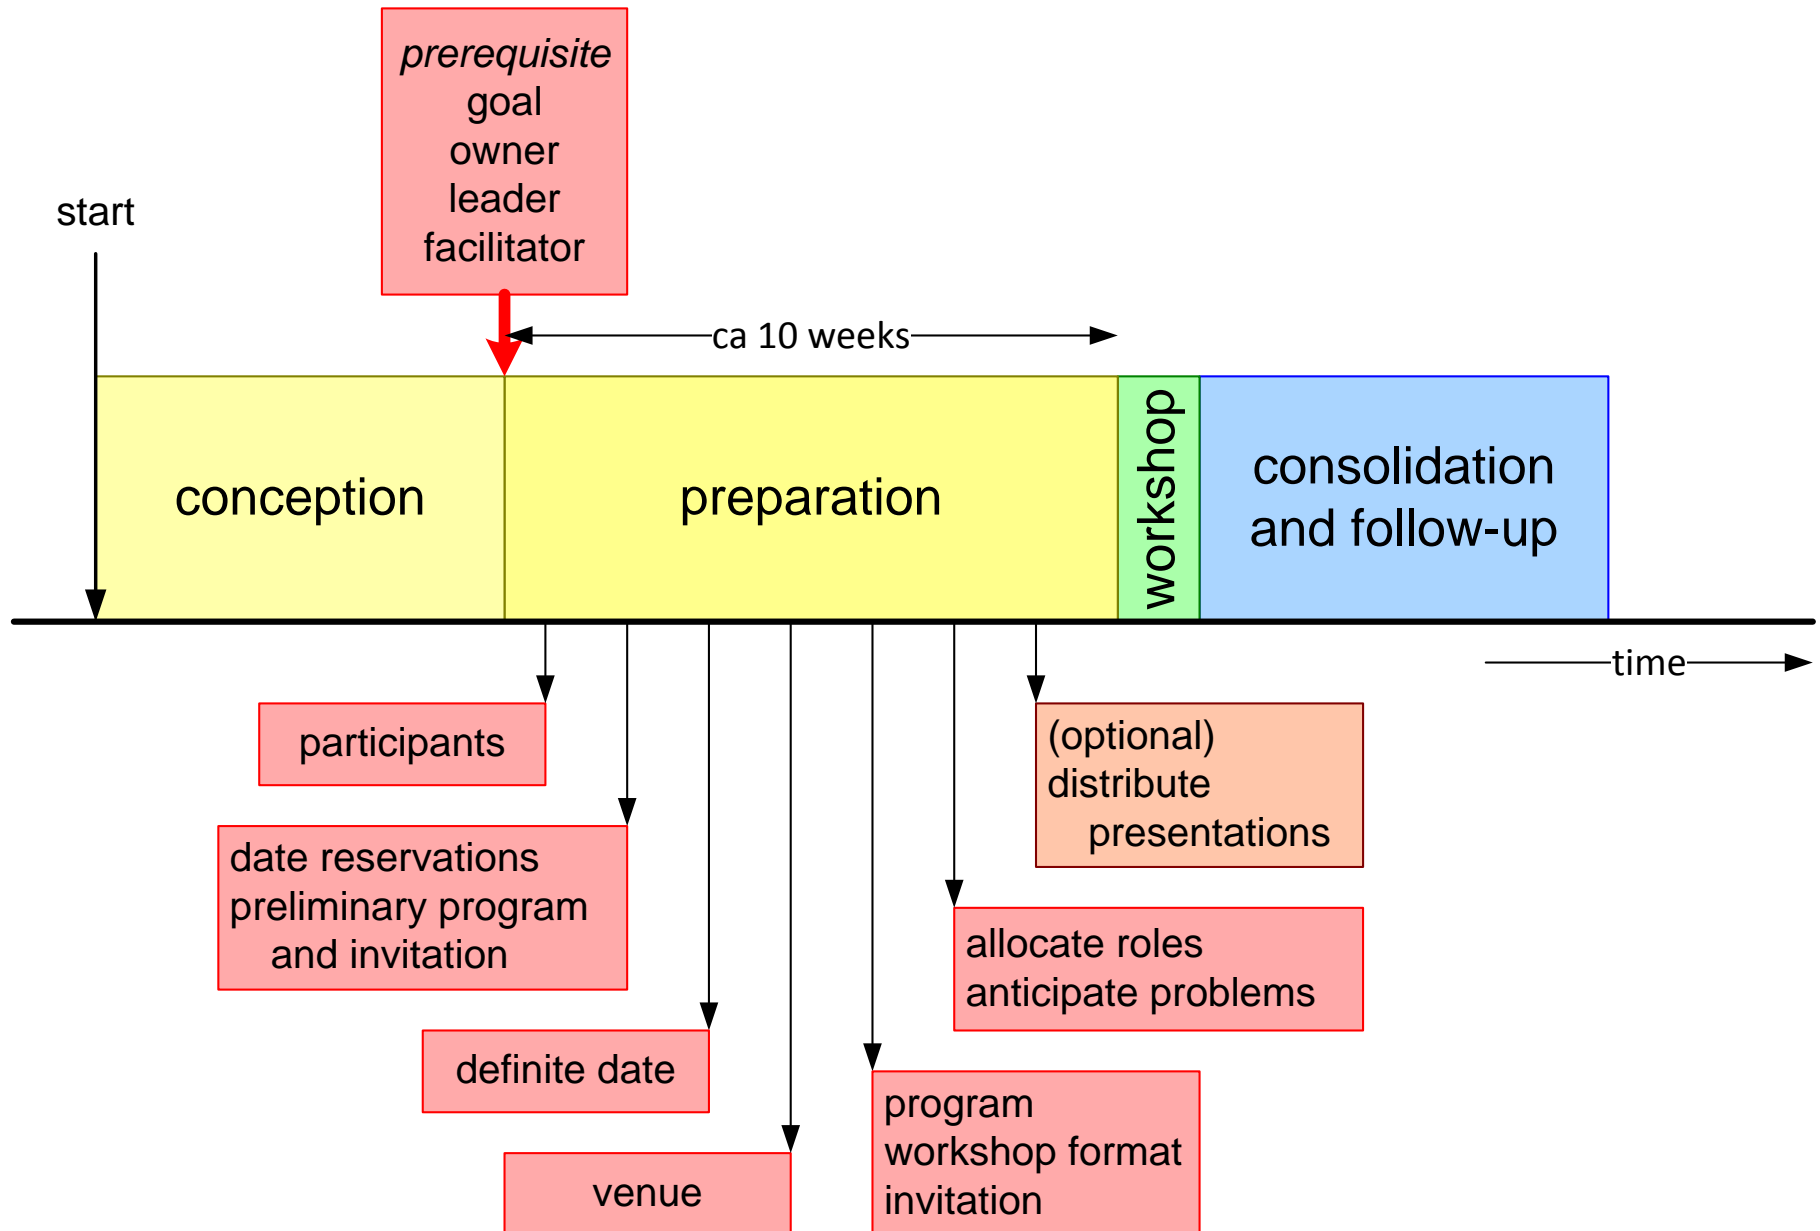 prerequisite
goal
owner
leader
facilitator
start
ca 10 weeks
conception
preparation
workshop
consolidation
and follow-up
time
participants
(optional)
distribute
presentations
date reservations
preliminary program
and invitation
allocate roles
anticipate problems
definite date
program
workshop format
invitation
venue